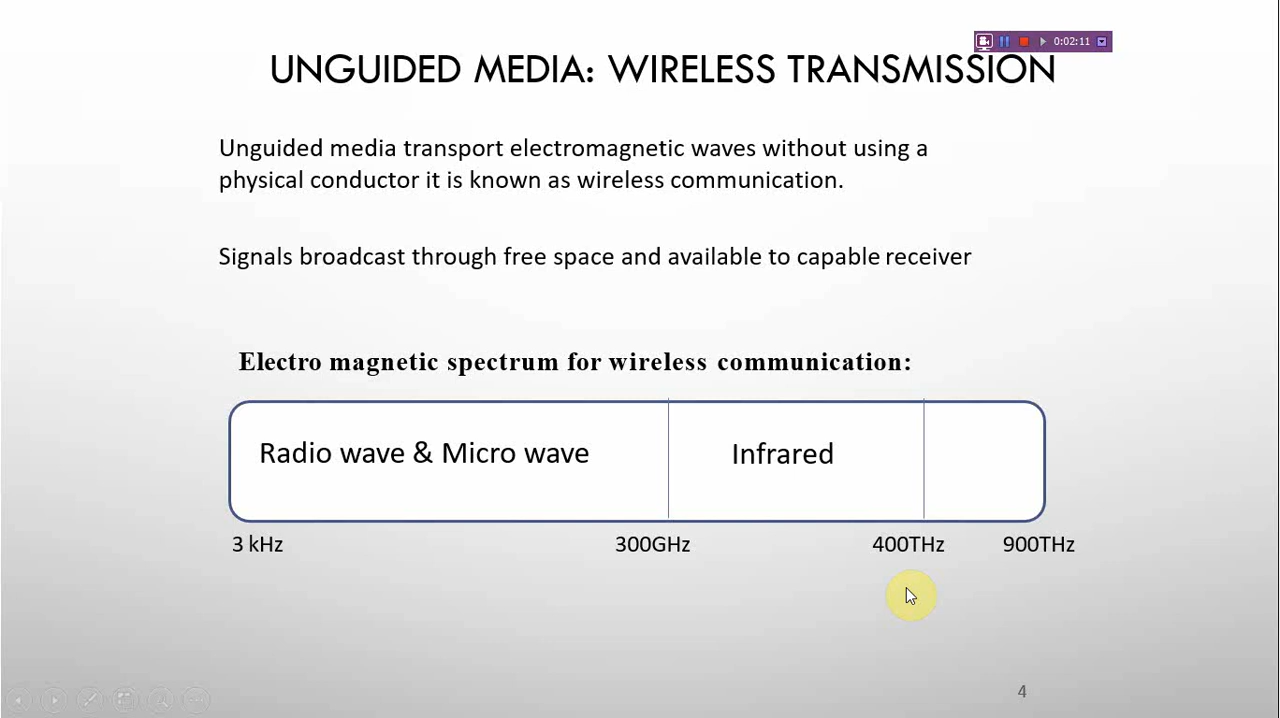 0:02:11
UNGUIDED MEDIA: WIRELESS TRANSMISSION
Unguided media transport electromagnetic waves without using a
physical conductor it is known as wireless communication.
Signals broadcast through free space and available to capable receiver
Electro magnetic spectrum for wireless communication:
Radio wave & Micro wave
Infrared
3 kHz
300GHz
400THz
900THz
4